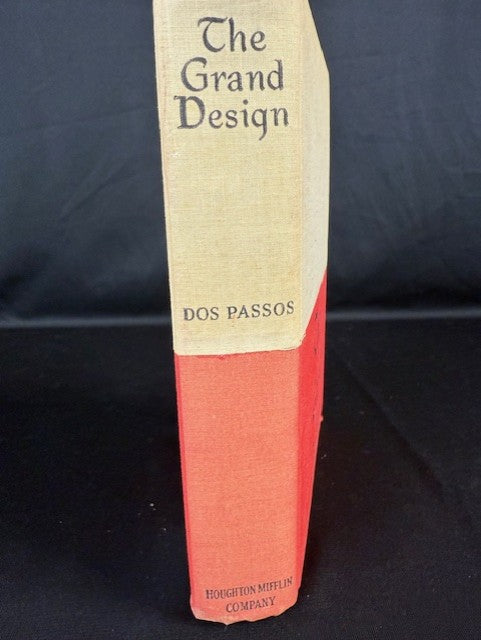 The
Grand
Design
DOS PASSOS
HOUGHTON MIFFLIN
COMPANY